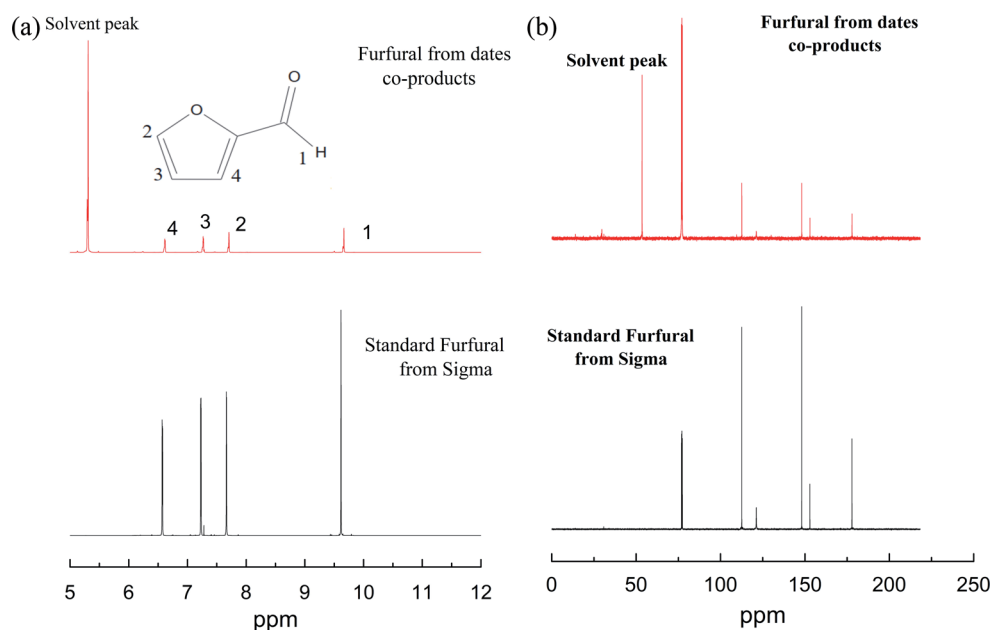 (a)
Solvent peak
Furfural from dates
co-products
O
O
H
1
2
3
4
4
3
2
1
Standard Furfural
from Sigma
5 6 7 8 9 10 11 12
ppm
(b)
Furfural from dates
co-products
Solvent peak
Standard Furfural
from Sigma
0 50 100 150 200 250
ppm